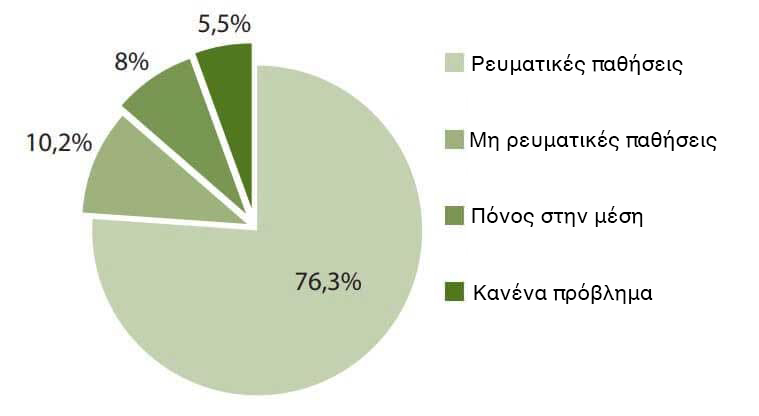 5,5%
8%
10,2%
76,3%
Ρευματικές παθήσεις
Μη ρευματικές παθήσεις
Πόνος στην μέση
Κανένα πρόβλημα